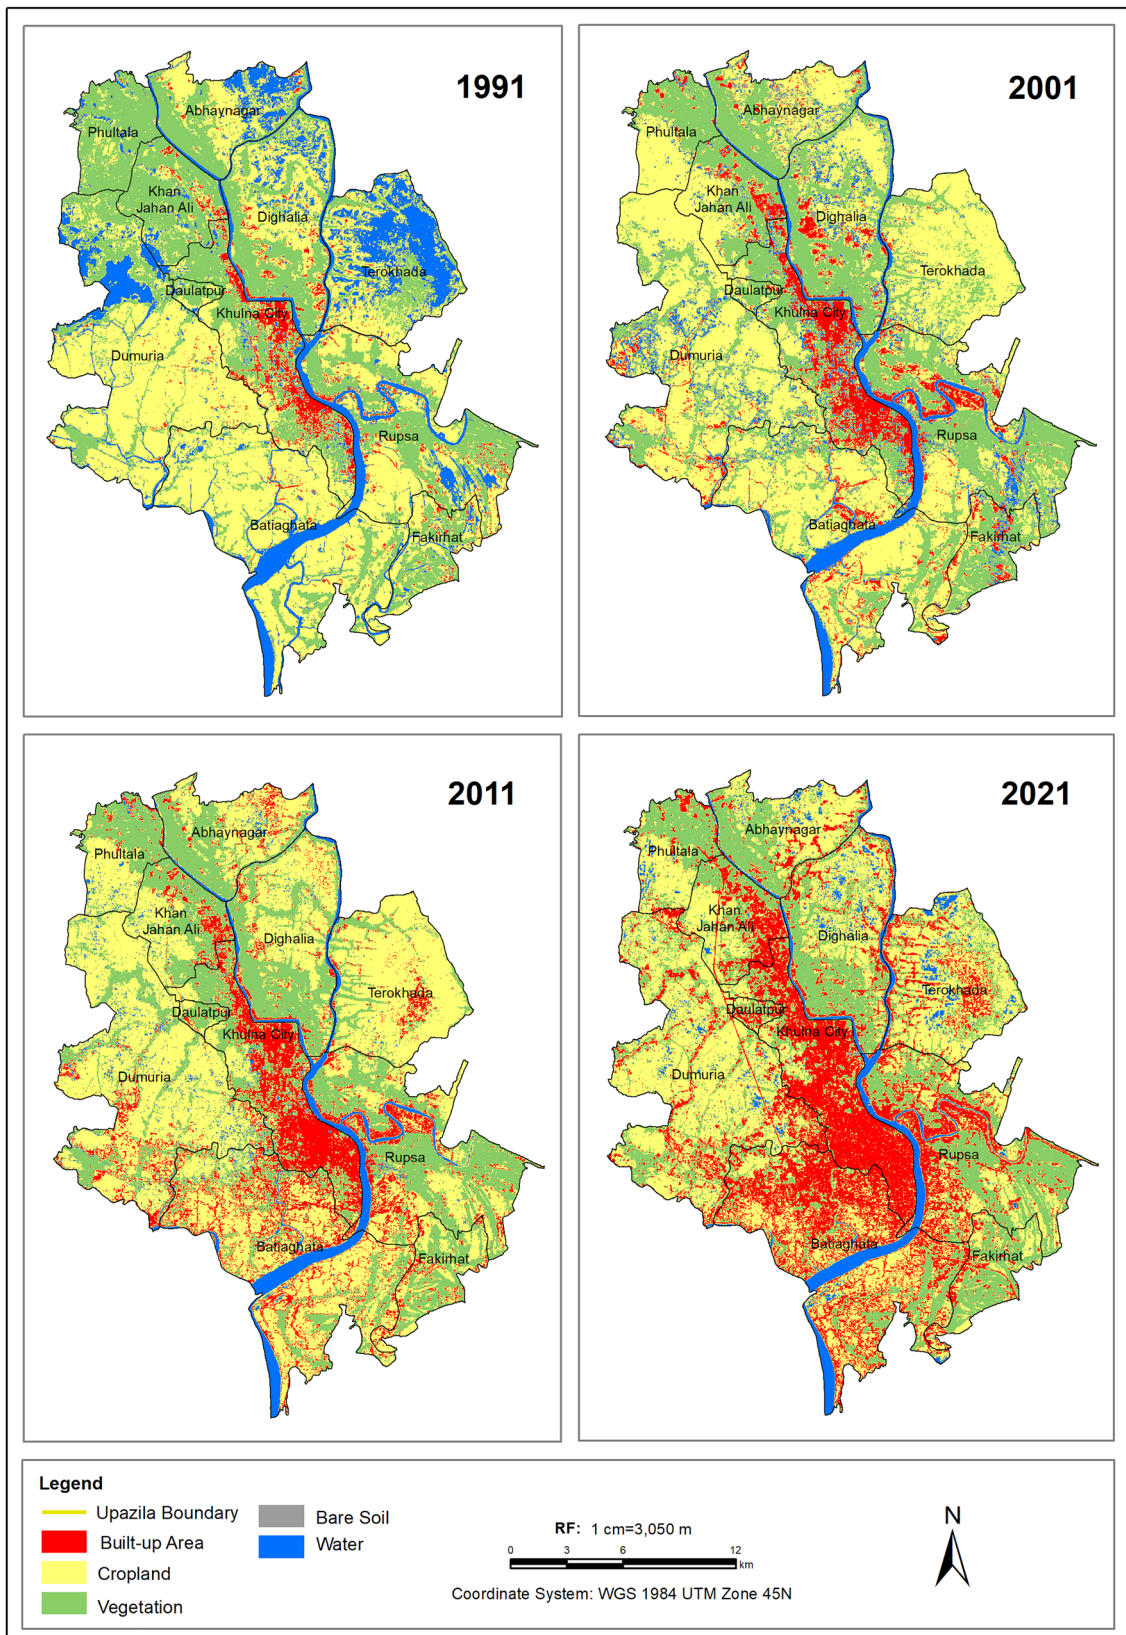 1991
Abhaynagar
Phultala
Khan
Jahan Ali
Dighalia
Terokhada
Daulatpur
Khulna City
Dumuria
Rupsa
Batiaghata
Fakirhat
2001
Abhaynagar
Phultala
Khan
Jahan Ali
Dighalia
Terokhada
Daulatpur
Khulna City
Dumuria
Rupsa
Batiaghata
Fakirhat
2011
Abhaynagar
Phultala
Khan
Jahan Ali
Dighalia
Terokhada
Daulatpur
Khulna City
Dumuria
Rupsa
Batiaghata
Fakirhat
2021
Abhaynagar
Phultala
Khan
Jahan Ali
Dighalia
Terokhada
Daulatpur
Khulna City
Dumuria
Rupsa
Batiaghata
Fakirhat
Legend
Upazila Boundary
Built-up Area
Cropland
Vegetation
Bare Soil
Water
RF: 1 cm=3,050 m
0 3 6 12
km
Coordinate System: WGS 1984 UTM Zone 45N
N